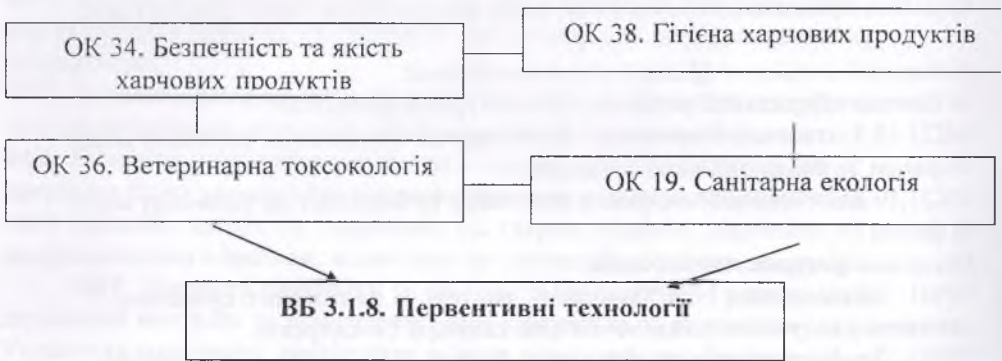 ОК 34. Безпечність та якість
харчових продуктів
ОК 38. Гігієна харчових продуктів
ОК 36. Ветеринарна токсокологія
ОК 19. Санітарна екологія
ВБ 3.1.8. Первентивні технології